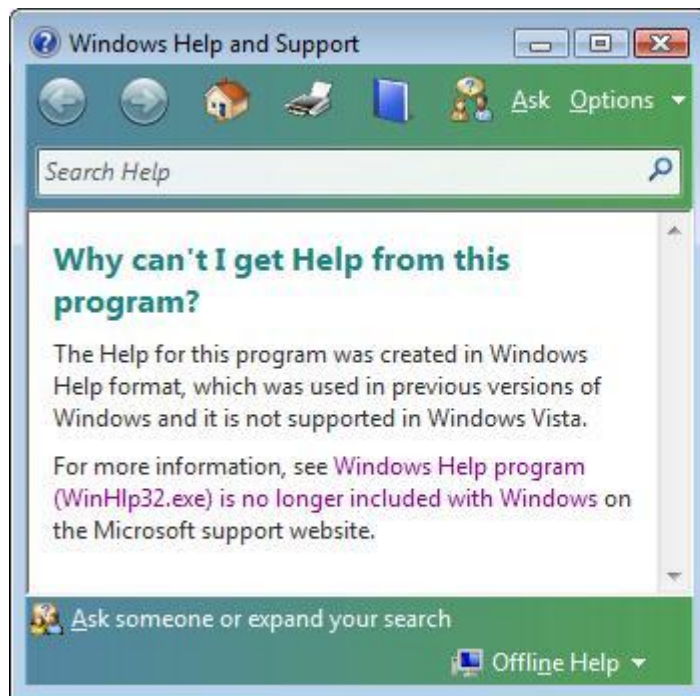 Windows Help and Support
Ask Options
Search Help
Why can't I get Help from this
program?
The Help for this program was created in Windows
Help format, which was used in previous versions of
Windows and it is not supported in Windows Vista.
For more information, see Windows Help program
(WinHlp32.exe) is no longer included with Windows on
the Microsoft support website.
Ask someone or expand your search
Offline Help